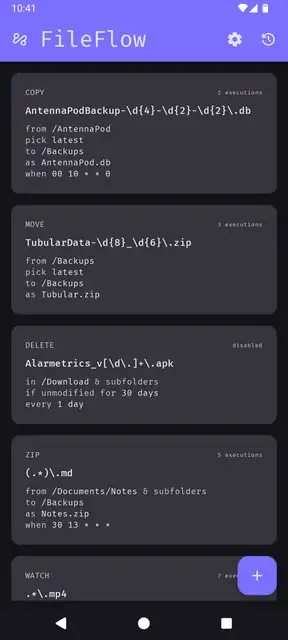 10:41
FileFlow
COPY
2 executions
AntennaPodBackup-\d{4}-\d{2}-\d{2}\.db
from /AntennaPod
pick latest
to /Backups
as AntennaPod.db
when 00 10 * * 0
MOVE
3 executions
TubularData-\d{8}_\d{6}\.zip
from /Backups
pick latest
to /Backups
as Tubular.zip
DELETE
disabled
Alarmetrics_v[\d\.]+\.apk
in /Download & subfolders
if unmodified for 30 days
every 1 day
ZIP
5 executions
(.*)\.md
from /Documents/Notes & subfolders
to /Backups
as Notes.zip
when 30 13 * * *
WATCH
.*\.mp4